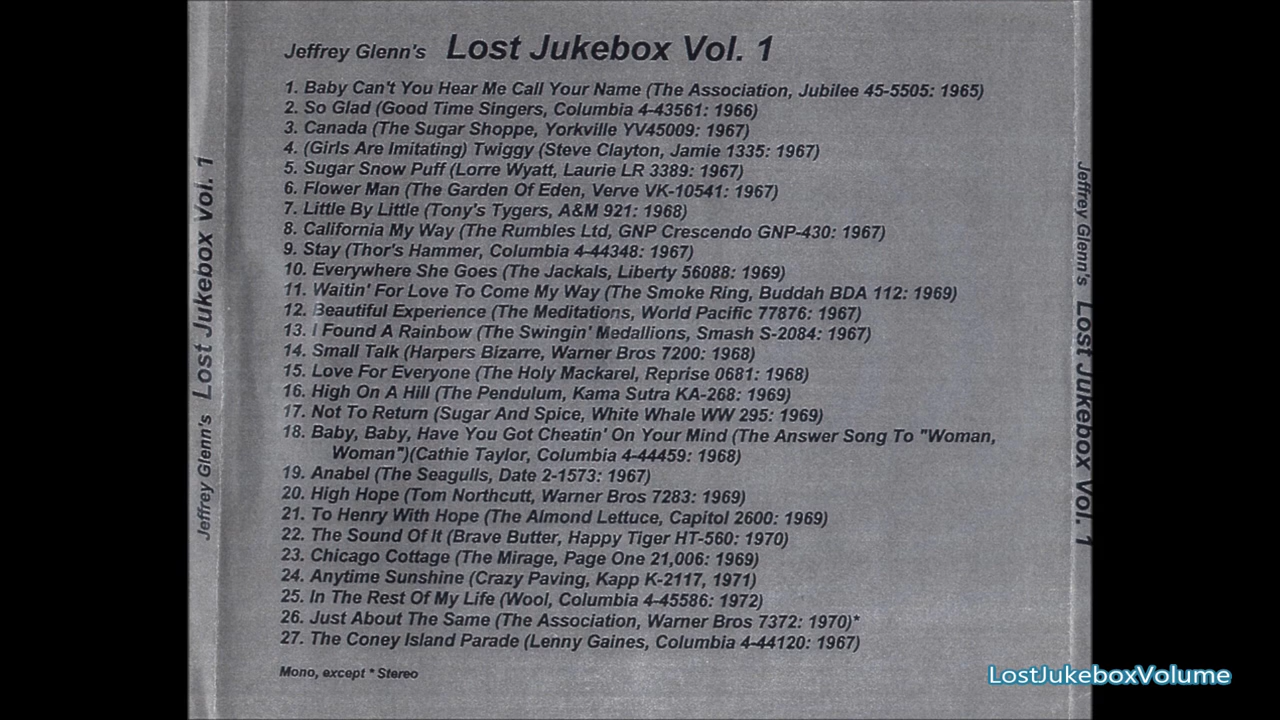 Jeffrey Glenn's Lost Jukebox Vol. 1
1. Baby Can't You Hear Me Call Your Name (The Association, Jubilee 45-5505: 1965)
2. So Glad (Good Time Singers, Columbia 4-43561: 1966)
3. Canada (The Sugar Shoppe, Yorkville YV45009: 1967)
4. (Girls Are Imitating) Twiggy (Steve Clayton, Jamie 1335: 1967)
5. Sugar Snow Puff (Lorre Wyatt, Laurie LR 3389: 1967)
6. Flower Man (The Garden Of Eden, Verve VK-10541: 1967)
7. Little By Little (Tony's Tygers, A&M 921: 1968)
8. California My Way (The Rumbles Ltd, GNP Crescendo GNP-430: 1967)
9. Stay (Thor's Hammer, Columbia 4-44348: 1967)
10. Everywhere She Goes (The Jackals, Liberty 56088: 1969)
11. Waitin' For Love To Come My Way (The Smoke Ring, Buddah BDA 112: 1969)
12. Beautiful Experience (The Meditations, World Pacific 77876: 1967)
13. I Found A Rainbow (The Swingin' Medallions, Smash S-2084: 1967)
14. Small Talk (Harpers Bizarre, Warner Bros 7200: 1968)
15. Love For Everyone (The Holy Mackarel, Reprise 0681: 1968)
16. High On A Hill (The Pendulum, Kama Sutra KA-268: 1969)
17. Not To Return (Sugar And Spice, White Whale WW 295: 1969)
18. Baby, Baby, Have You Got Cheatin' On Your Mind (The Answer Song To "Woman,
Woman")(Cathie Taylor, Columbia 4-44459: 1968)
19. Anabel (The Seagulls, Date 2-1573: 1967)
20. High Hope (Tom Northcutt, Warner Bros 7283: 1969)
21. To Henry With Hope (The Almond Lettuce, Capitol 2600: 1969)
22. The Sound Of It (Brave Butter, Happy Tiger HT-560: 1970)
23. Chicago Cottage (The Mirage, Page One 21,006: 1969)
24. Anytime Sunshine (Crazy Paving, Kapp K-2117, 1971)
25. In The Rest Of My Life (Wool, Columbia 4-45586: 1972)
26. Just About The Same (The Association, Warner Bros 7372: 1970)*
27. The Coney Island Parade (Lenny Gaines, Columbia 4-44120: 1967)
Mono, except * Stereo
Jeffrey Glenn's Lost Jukebox Vol. 1
Jeffrey Glenn's Lost Jukebox Vol. 1
LostJukeboxVolume